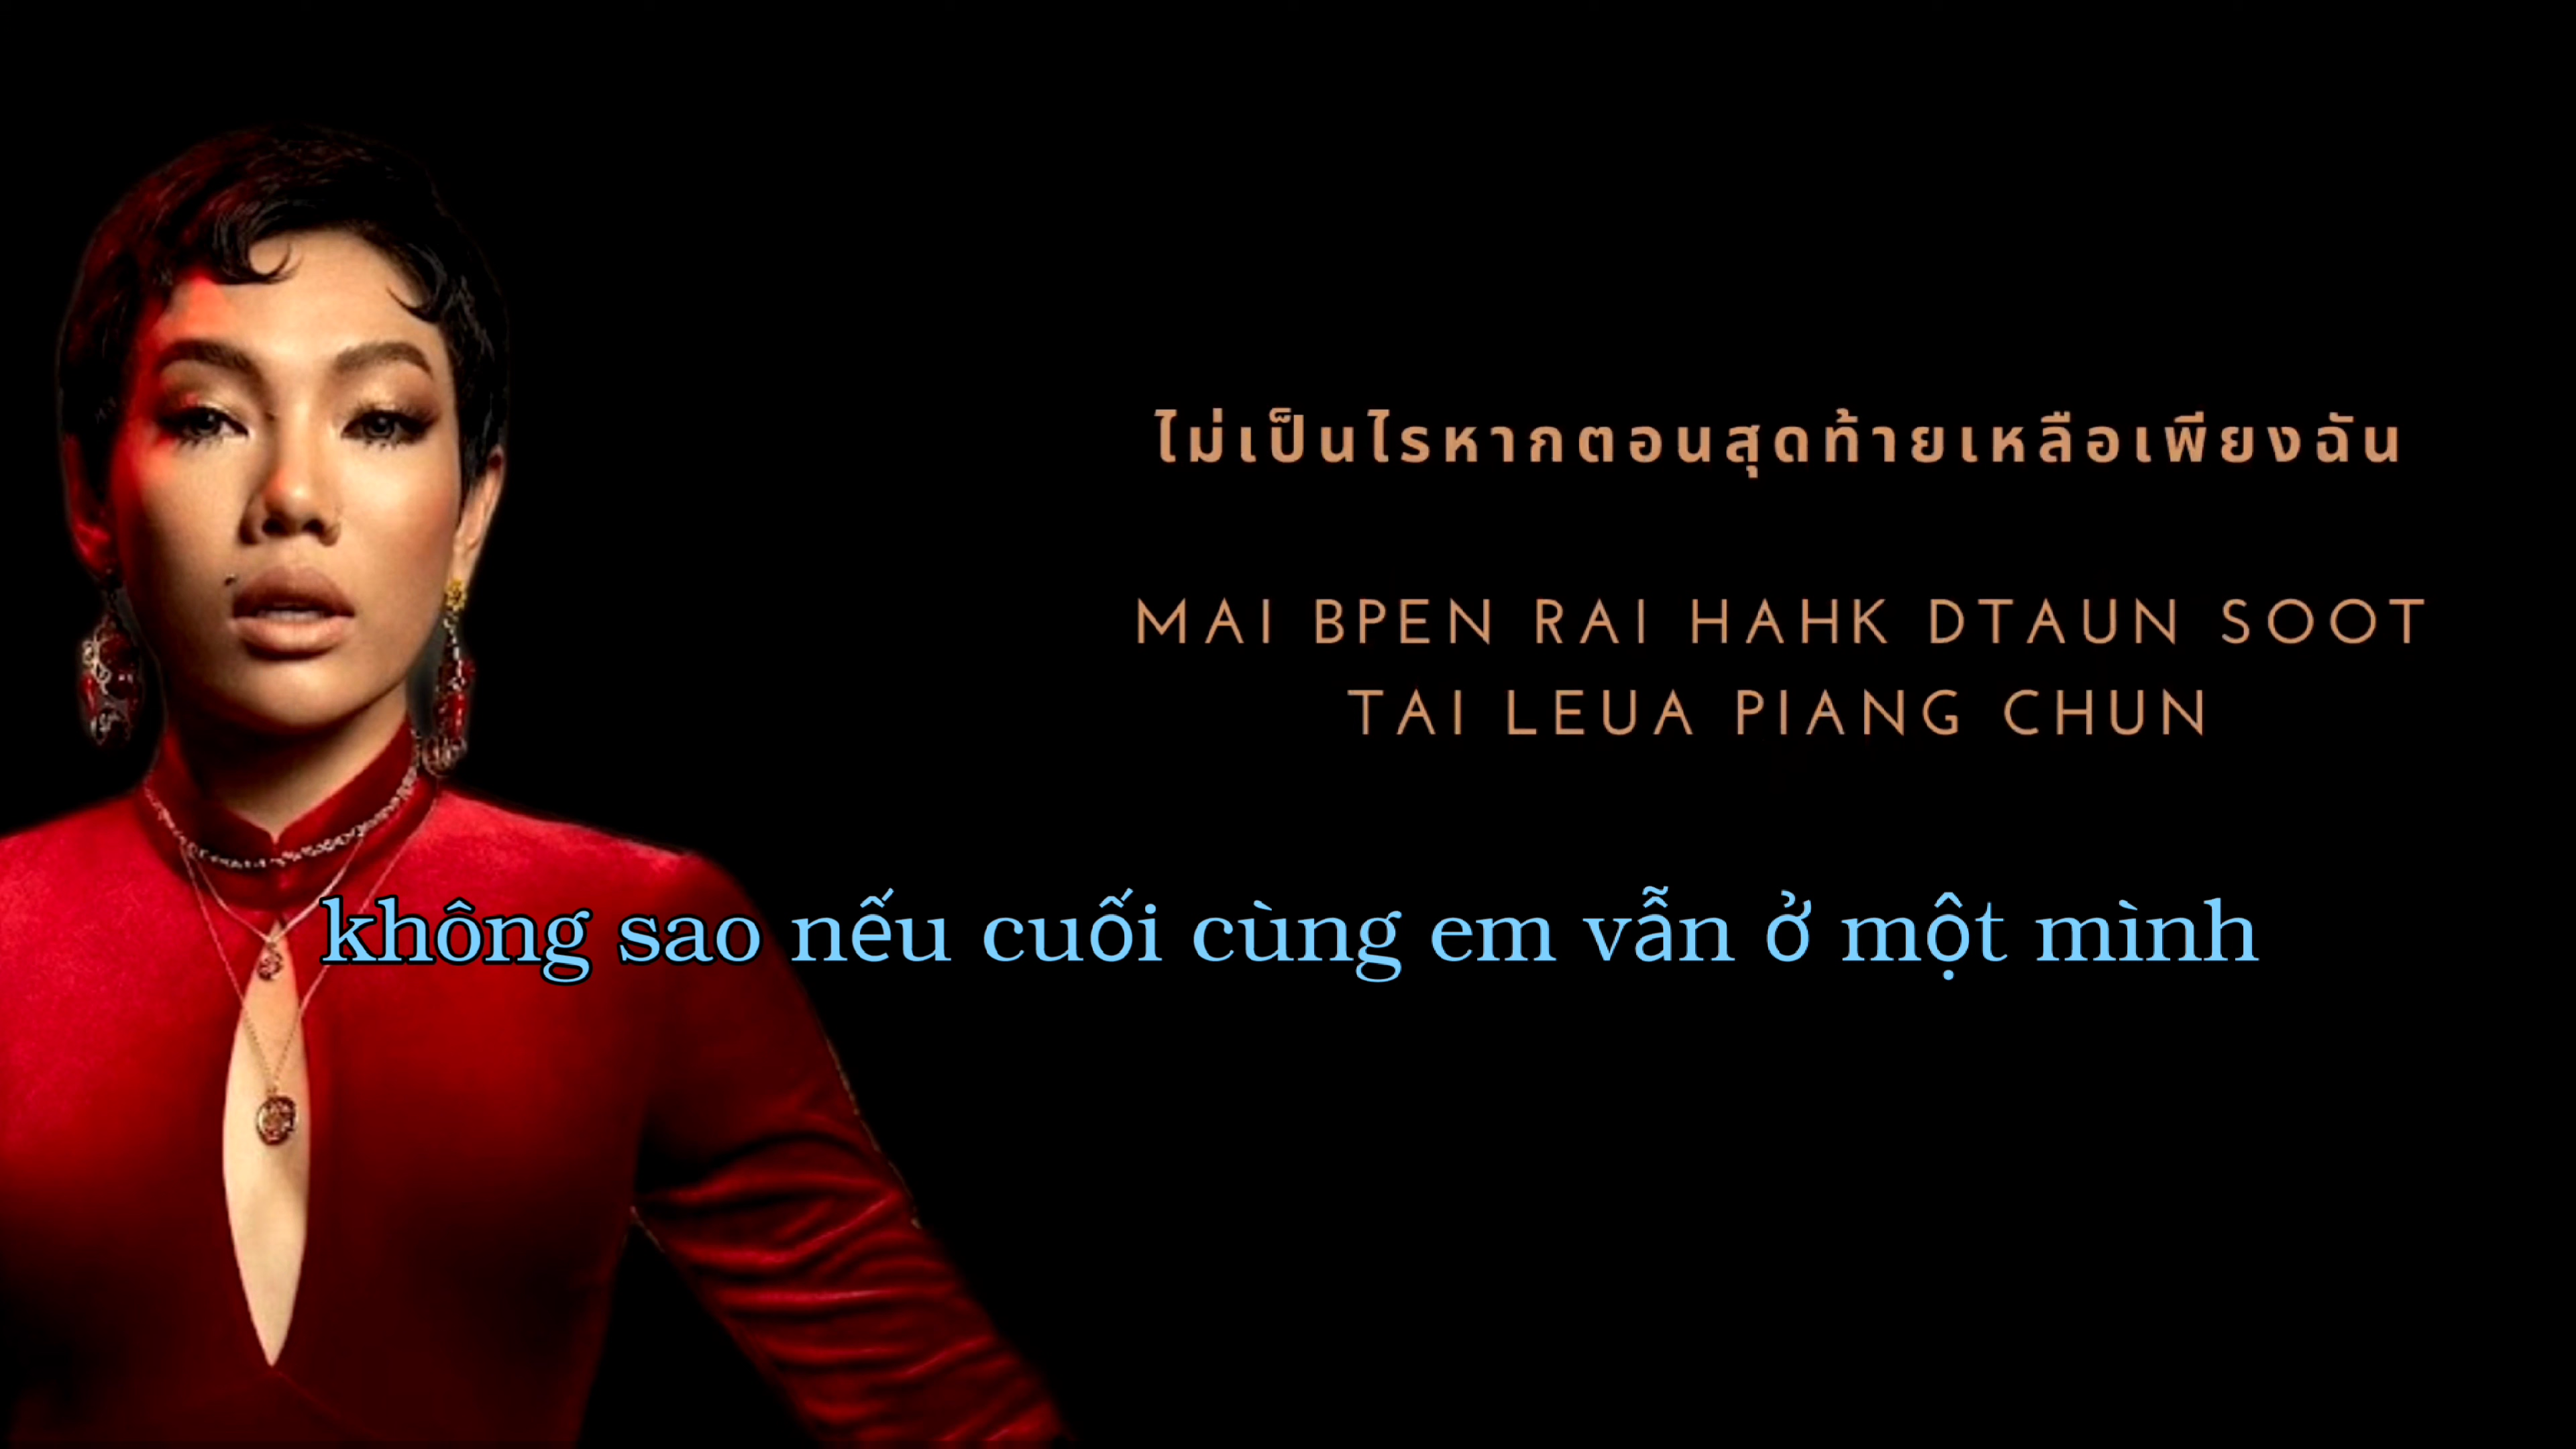 ไม่เป็นไรหากตอนสุดท้ายเหลือเพียงฉัน
MAI BPEN RAI HAHK DTAUN SOOT
TAI LEUA PIANG CHUN
không sao nếu cuối cùng em vẫn ở một mình